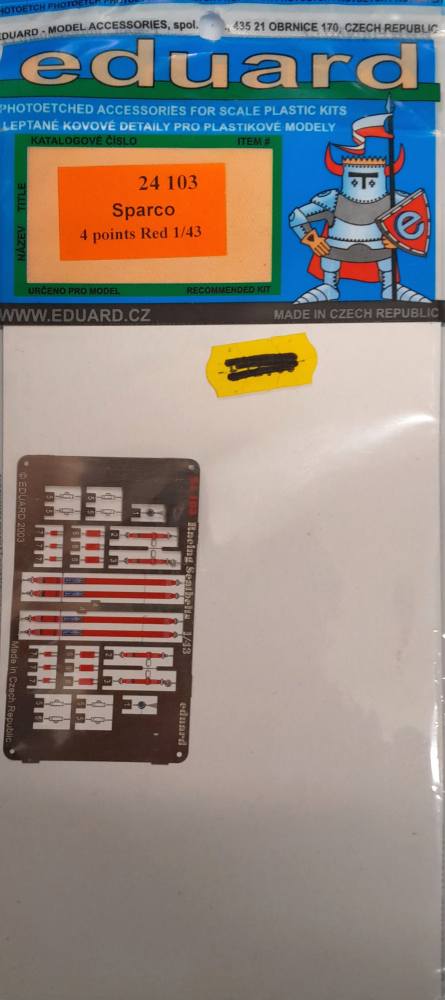 EDUARD - MODEL ACCESSORIES, spol.
435 21 OBRNICE 170, CZECH REPUBLIC
eduard
PHOTOETCHED ACCESSORIES FOR SCALE PLASTIC KITS
LEPTANÉ KOVOVÉ DETAILY PRO PLASTIKOVÉ MODELY
KATALOGOVÉ ČÍSLO ITEM #
NÁZEV TITLE
24 103
Sparco
4 points Red 1/43
URČENO PRO MODEL RECOMMENDED KIT
e
WWW.EDUARD.CZ MADE IN CZECH REPUBLIC
© EDUARD 2003
Made in Czech Republic
24 103
Racing Seatbelts 1/43
eduard